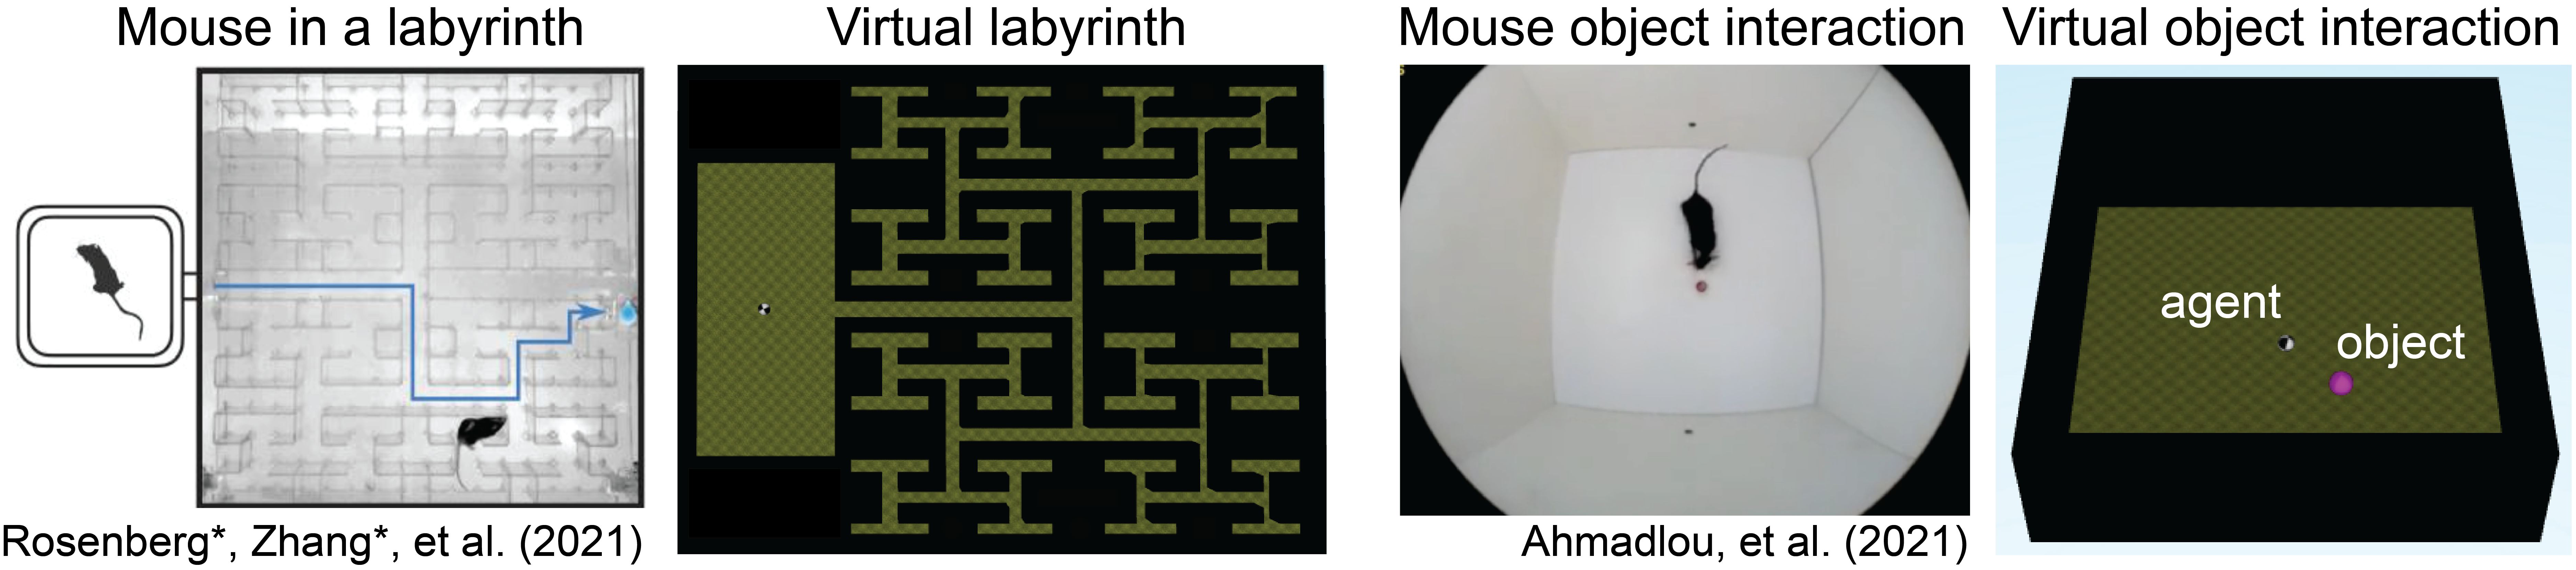 Mouse in a labyrinth
Virtual labyrinth
Mouse object interaction
Virtual object interaction
agent
object
Rosenberg*, Zhang*, et al. (2021)
Ahmadlou, et al. (2021)